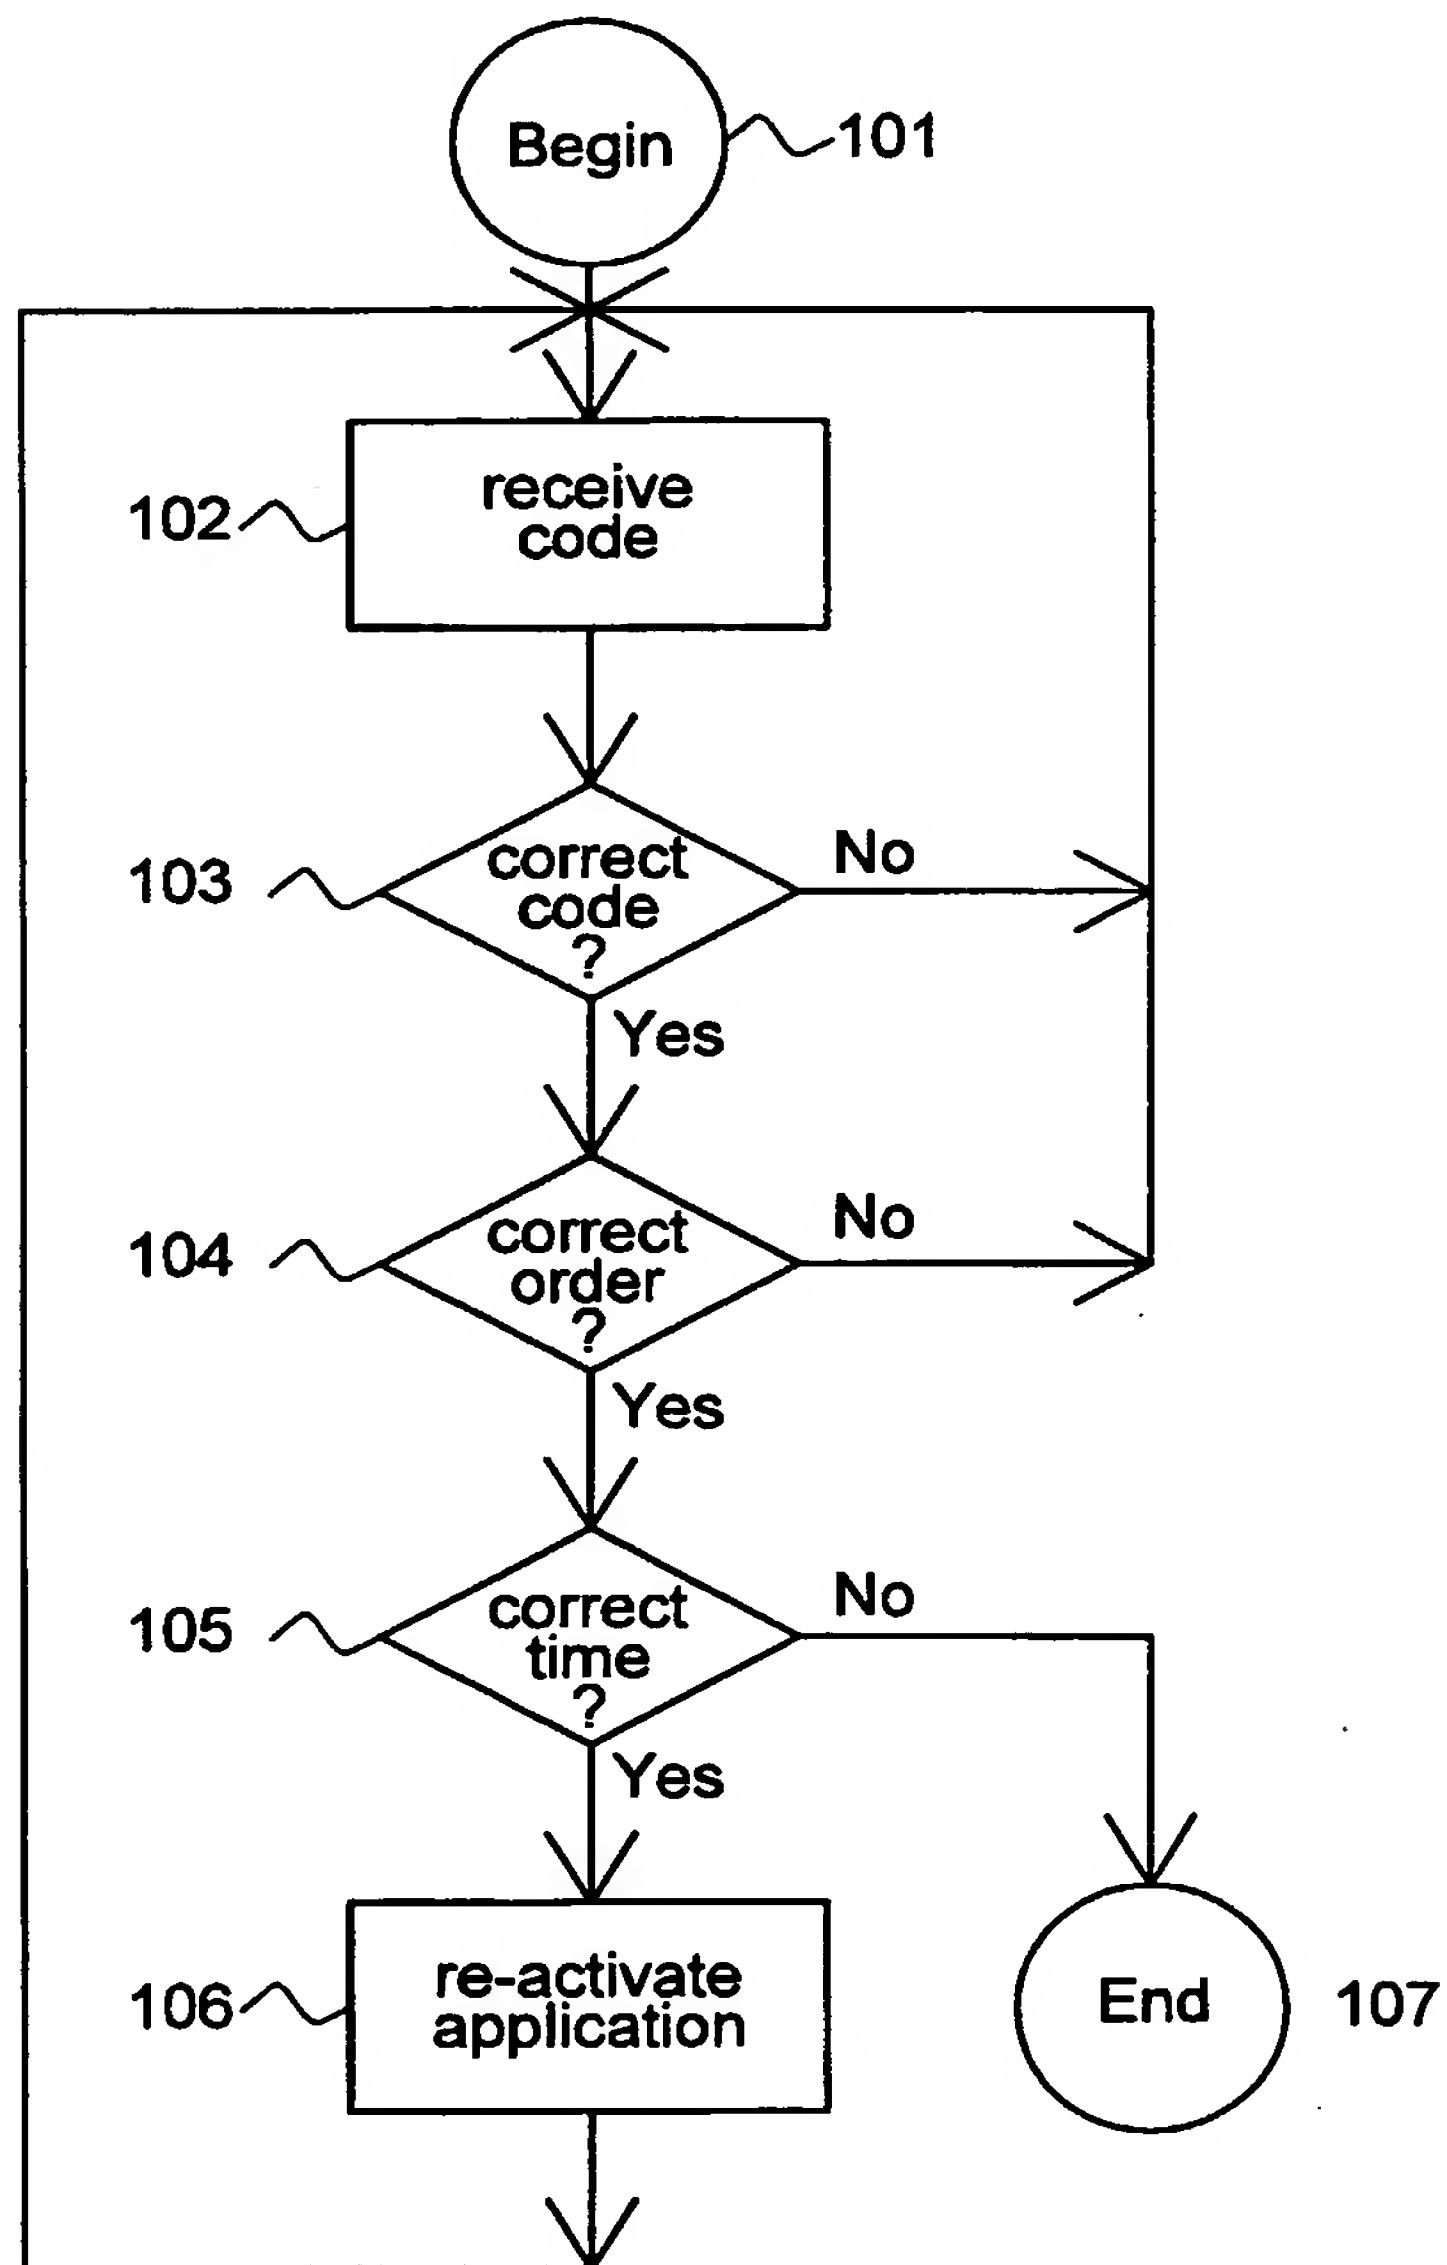 Begin
101
102
receive
code
103
correct
code
?
No
Yes
104
correct
order
?
No
Yes
105
correct
time
?
No
Yes
106
re-activate
application
End
107